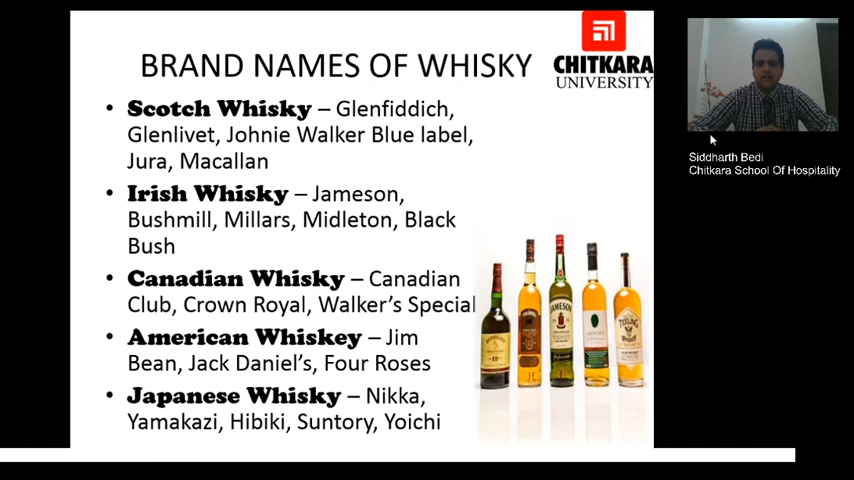 BRAND NAMES OF WHISKY
CHITKARA
UNIVERSITY
• Scotch Whisky – Glenfiddich,
Glenlivet, Johnie Walker Blue label,
Jura, Macallan
• Irish Whisky – Jameson,
Bushmill, Millars, Midleton, Black
Bush
• Canadian Whisky – Canadian
Club, Crown Royal, Walker's Special
• American Whiskey – Jim
Bean, Jack Daniel's, Four Roses
• Japanese Whisky – Nikka,
Yamakazi, Hibiki, Suntory, Yoichi
JAMESON
TEELING
Siddharth Bedi
Chitkara School Of Hospitality